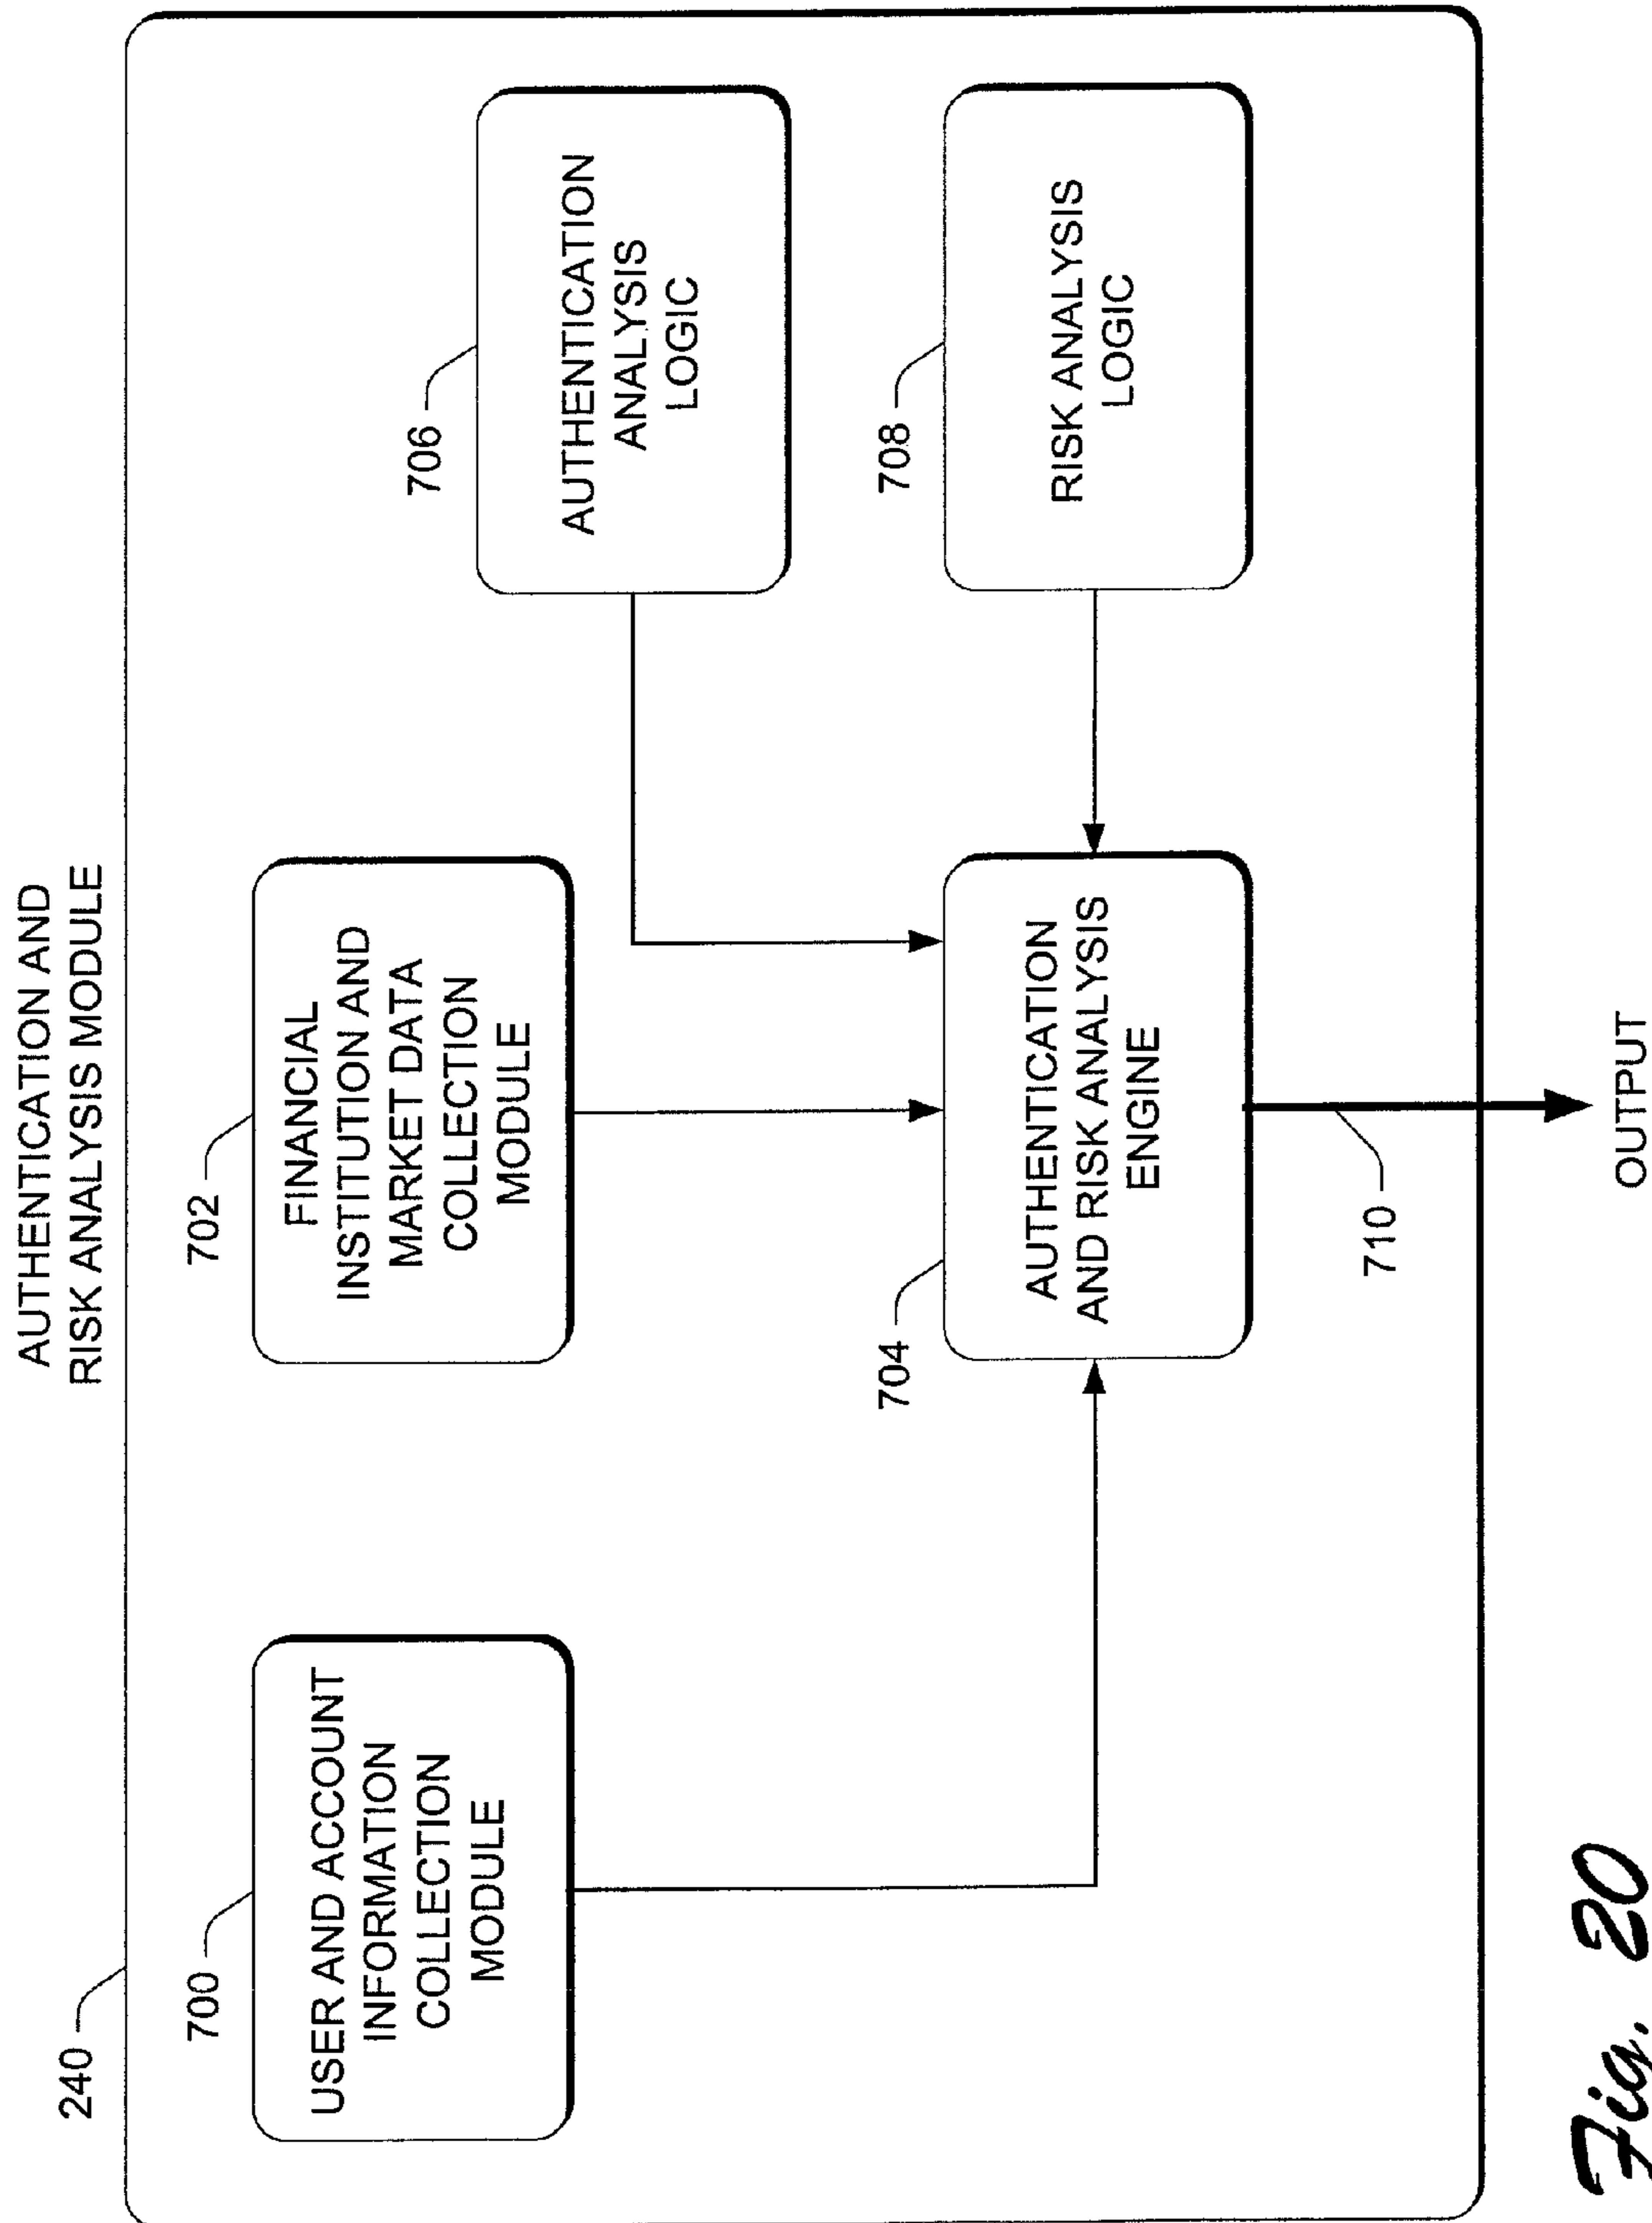 AUTHENTICATION AND
RISK ANALYSIS MODULE
240
700
USER AND ACCOUNT
INFORMATION
COLLECTION
MODULE
702
FINANCIAL
INSTITUTION AND
MARKET DATA
COLLECTION
MODULE
706
AUTHENTICATION
ANALYSIS
LOGIC
704
AUTHENTICATION
AND RISK ANALYSIS
ENGINE
708
RISK ANALYSIS
LOGIC
710
OUTPUT
Fig. 20